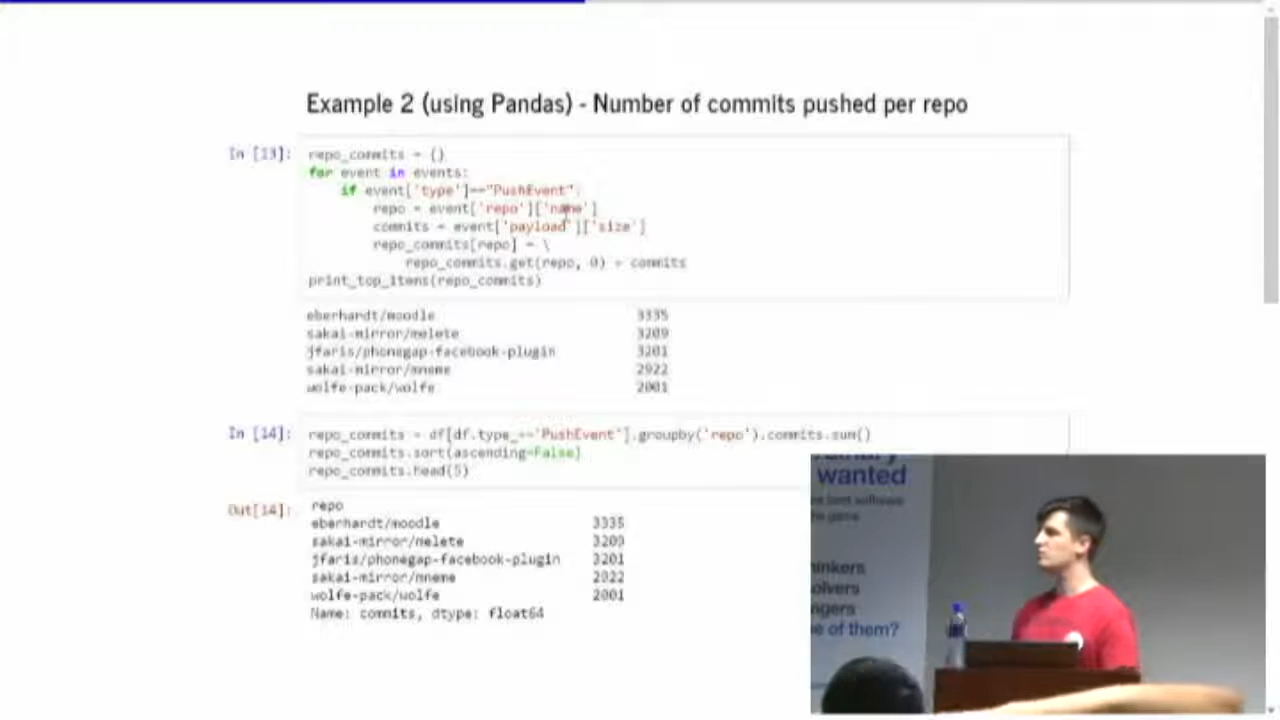 Example 2 (using Pandas) - Number of commits pushed per repo
In [13]:
repo_commits = {}
for event in events:
if event['type']=="PushEvent":
repo = event['repo']['name']
commits = event['payload']['size']
repo_commits[repo] = \
repo_commits.get(repo, 0) + commits
print_top_items(repo_commits)
eberhardt/moodle 3335
sakai-mirror/melete 3209
jfaris/phonegap-facebook-plugin 3201
sakai-mirror/mneme 2922
wolfe-pack/wolfe 2001
In [14]:
repo_commits = df[df.type_=='PushEvent'].groupby('repo').commits.sum()
repo_commits.sort(ascending=False)
repo_commits.head(5)
Out[14]:
repo
eberhardt/moodle 3335
sakai-mirror/melete 3209
jfaris/phonegap-facebook-plugin 3201
sakai-mirror/mneme 2922
wolfe-pack/wolfe 2001
Name: commits, dtype: float64
wanted
software
game
of them?